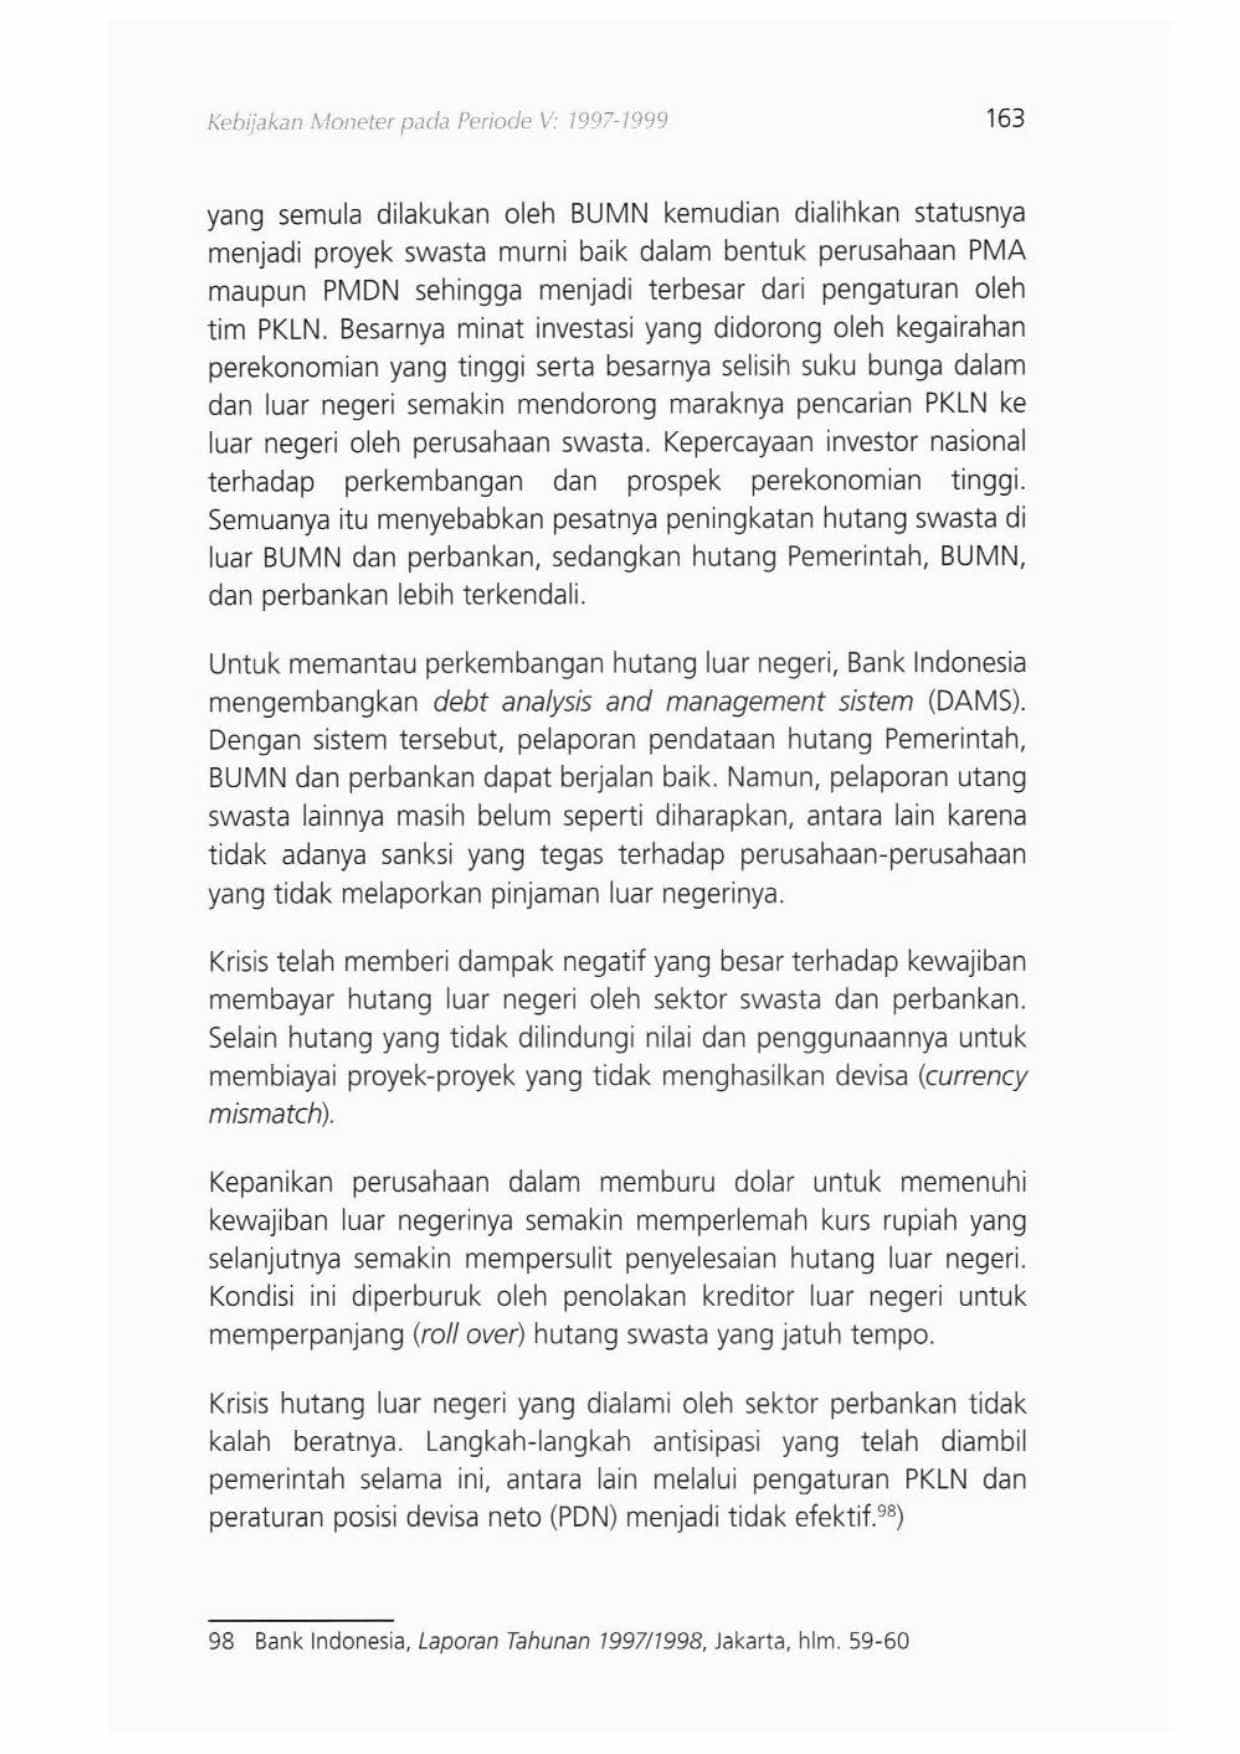 Kebijakan Moneter pada Periode V: 1997-1999 163
yang semula dilakukan oleh BUMN kemudian dialihkan statusnya
menjadi proyek swasta murni baik dalam bentuk perusahaan PMA
maupun PMDN sehingga menjadi terbesar dari pengaturan oleh
tim PKLN. Besarnya minat investasi yang didorong oleh kegairahan
perekonomian yang tinggi serta besarnya selisih suku bunga dalam
dan luar negeri semakin mendorong maraknya pencarian PKLN ke
luar negeri oleh perusahaan swasta. Kepercayaan investor nasional
terhadap perkembangan dan prospek perekonomian tinggi.
Semuanya itu menyebabkan pesatnya peningkatan hutang swasta di
luar BUMN dan perbankan, sedangkan hutang Pemerintah, BUMN,
dan perbankan lebih terkendali.
Untuk memantau perkembangan hutang luar negeri, Bank Indonesia
mengembangkan debt analysis and management sistem (DAMS).
Dengan sistem tersebut, pelaporan pendataan hutang Pemerintah,
BUMN dan perbankan dapat berjalan baik. Namun, pelaporan utang
swasta lainnya masih belum seperti diharapkan, antara lain karena
tidak adanya sanksi yang tegas terhadap perusahaan-perusahaan
yang tidak melaporkan pinjaman luar negerinya.
Krisis telah memberi dampak negatif yang besar terhadap kewajiban
membayar hutang luar negeri oleh sektor swasta dan perbankan.
Selain hutang yang tidak dilindungi nilai dan penggunaannya untuk
membiayai proyek-proyek yang tidak menghasilkan devisa (currency
mismatch).
Kepanikan perusahaan dalam memburu dolar untuk memenuhi
kewajiban luar negerinya semakin memperlemah kurs rupiah yang
selanjutnya semakin mempersulit penyelesaian hutang luar negeri.
Kondisi ini diperburuk oleh penolakan kreditor luar negeri untuk
memperpanjang (roll over) hutang swasta yang jatuh tempo.
Krisis hutang luar negeri yang dialami oleh sektor perbankan tidak
kalah beratnya. Langkah-langkah antisipasi yang telah diambil
pemerintah selama ini, antara lain melalui pengaturan PKLN dan
peraturan posisi devisa neto (PDN) menjadi tidak efektif.98)
98 Bank Indonesia, Laporan Tahunan 1997/1998, Jakarta, hlm. 59-60